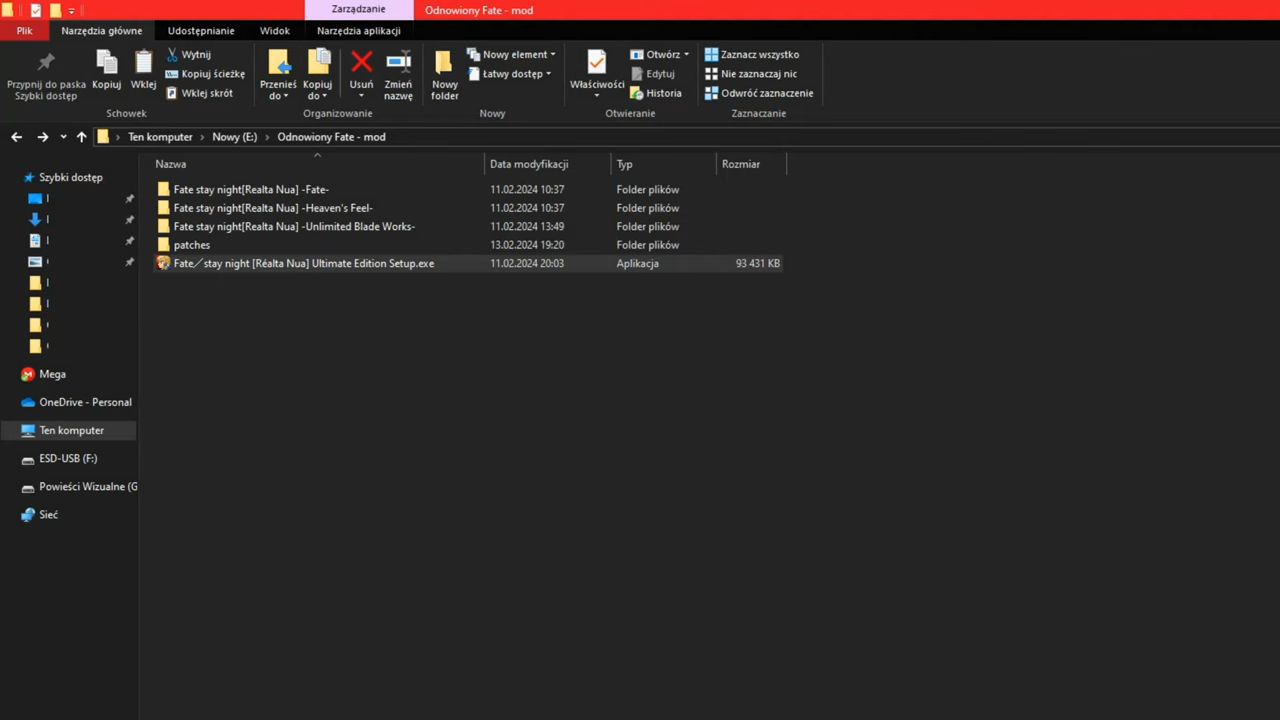 Zarządzanie
Odnowiony Fate - mod
Plik
Narzędzia główne
Udostępnianie
Widok
Narzędzia aplikacji
Przypnij do paska Szybki dostęp
Kopiuj
Wklej
Wytnij
Kopiuj ścieżkę
Wklej skrót
Schowek
Przenieś do
Kopiuj do
Usuń
Zmień nazwę
Organizowanie
Nowy folder
Nowy element
Łatwy dostęp
Nowy
Właściwości
Otwórz
Edytuj
Historia
Otwieranie
Zaznacz wszystko
Nie zaznaczaj nic
Odwróć zaznaczenie
Zaznaczanie
Ten komputer > Nowy (E:) > Odnowiony Fate - mod
Nazwa Data modyfikacji Typ Rozmiar
Fate stay night[Realta Nua] -Fate- 11.02.2024 10:37 Folder plików
Fate stay night[Realta Nua] -Heaven's Feel- 11.02.2024 10:37 Folder plików
Fate stay night[Realta Nua] -Unlimited Blade Works- 11.02.2024 13:49 Folder plików
patches 13.02.2024 19:20 Folder plików
Fate／stay night [Réalta Nua] Ultimate Edition Setup.exe 11.02.2024 20:03 Aplikacja 93 431 KB
Szybki dostęp
Mega
OneDrive - Personal
Ten komputer
ESD-USB (F:)
Powieści Wizualne (G
Sieć